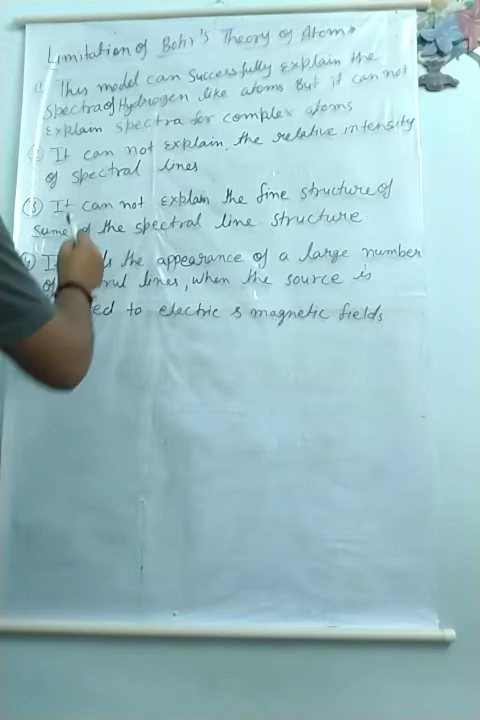 Limitation of Bohr's Theory of Atom
(1) This model can successfully explain the
spectra of Hydrogen like atoms But it can not
explain spectra for complex atoms
(2) It can not explain the relative intensity
of spectral lines
(3) It can not explain the fine structure of
some of the spectral line structure
(4) the appearance of a large number
of lines, when the source is
to electric & magnetic fields